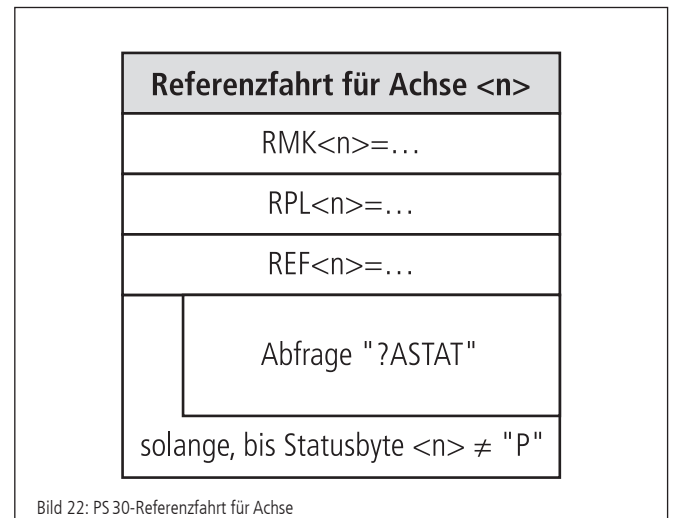 Referenzfahrt für Achse <n>
RMK<n>=…
RPL<n>=…
REF<n>=…
Abfrage "?ASTAT"
solange, bis Statusbyte <n> ≠ "P"
Bild 22: PS 30-Referenzfahrt für Achse